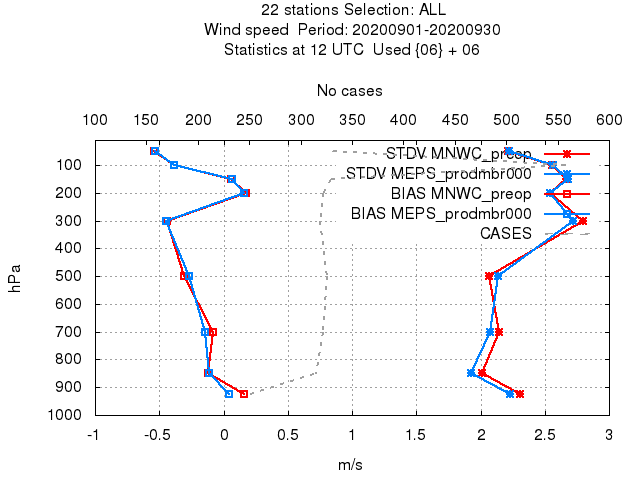 22 stations Selection: ALL
Wind speed  Period: 20200901-20200930
Statistics at 12 UTC  Used {06} + 06
No cases
100 150 200 250 300 350 400 450 500 550 600
STDV MNWC_preop
STDV MEPS_prodmbr000
BIAS MNWC_preop
BIAS MEPS_prodmbr000
CASES
100
200
300
400
500
600
700
800
900
1000
hPa
-1 -0.5 0 0.5 1 1.5 2 2.5 3
m/s